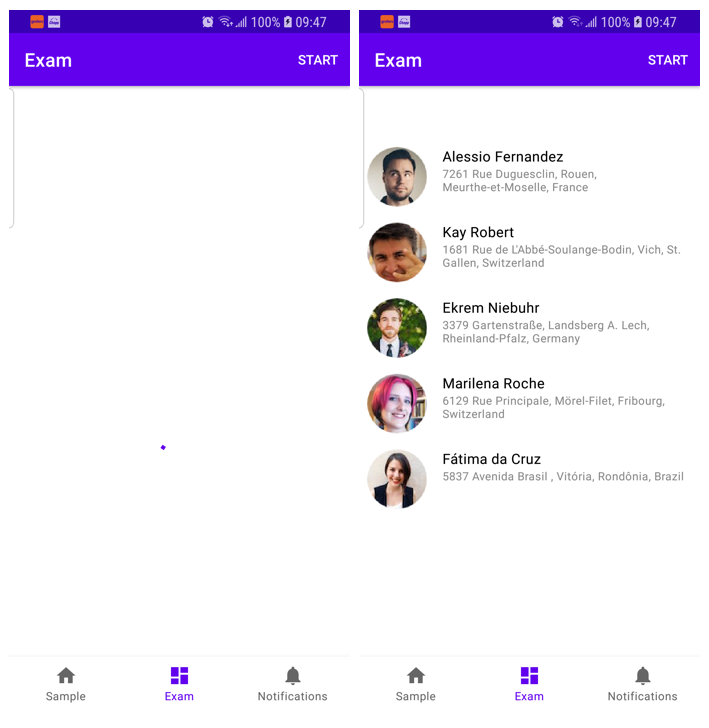 100% 09:47
Exam START
Sample Exam Notifications
100% 09:47
Exam START
Alessio Fernandez
7261 Rue Duguesclin, Rouen,
Meurthe-et-Moselle, France
Kay Robert
1681 Rue de L'Abbé-Soulange-Bodin, Vich, St.
Gallen, Switzerland
Ekrem Niebuhr
3379 Gartenstraße, Landsberg A. Lech,
Rheinland-Pfalz, Germany
Marilena Roche
6129 Rue Principale, Mörel-Filet, Fribourg,
Switzerland
Fátima da Cruz
5837 Avenida Brasil , Vitória, Rondônia, Brazil
Sample Exam Notifications